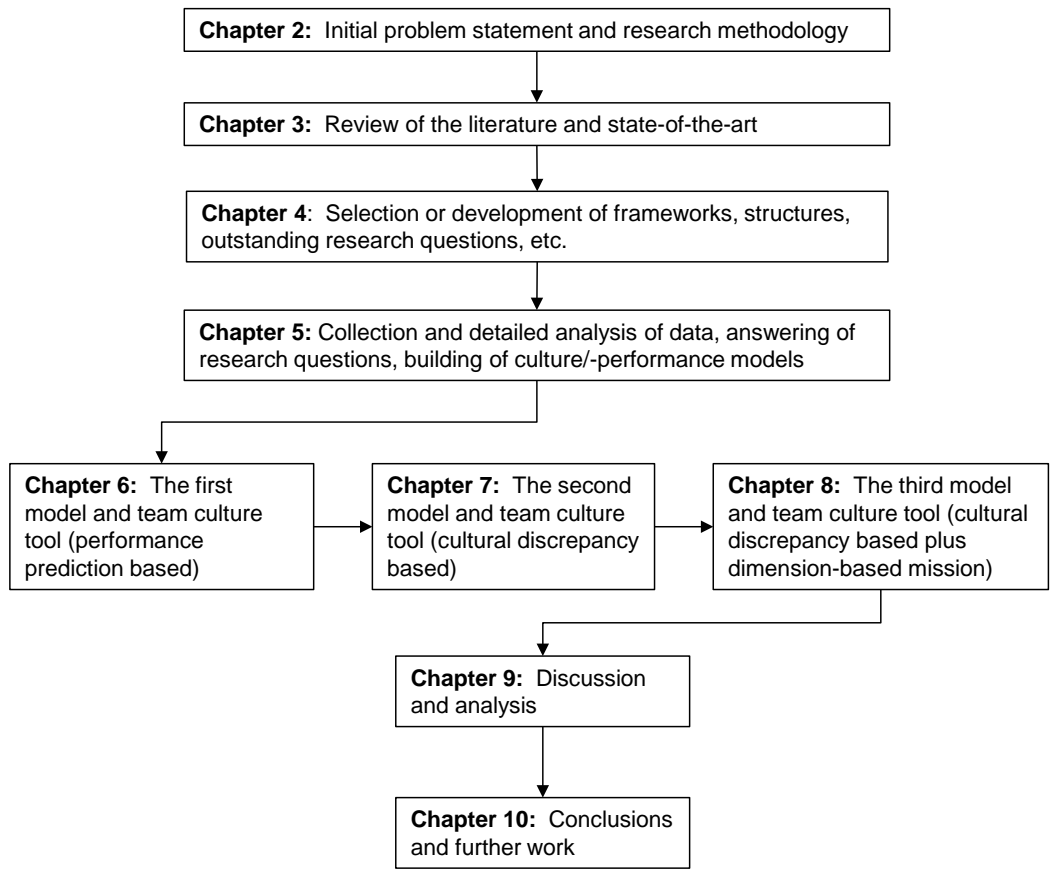 Chapter 2: Initial problem statement and research methodology
Chapter 3: Review of the literature and state-of-the-art
Chapter 4: Selection or development of frameworks, structures,
outstanding research questions, etc.
Chapter 5: Collection and detailed analysis of data, answering of
research questions, building of culture/-performance models
Chapter 6: The first
model and team culture
tool (performance
prediction based)
Chapter 7: The second
model and team culture
tool (cultural discrepancy
based)
Chapter 8: The third model
and team culture tool (cultural
discrepancy based plus
dimension-based mission)
Chapter 9: Discussion
and analysis
Chapter 10: Conclusions
and further work